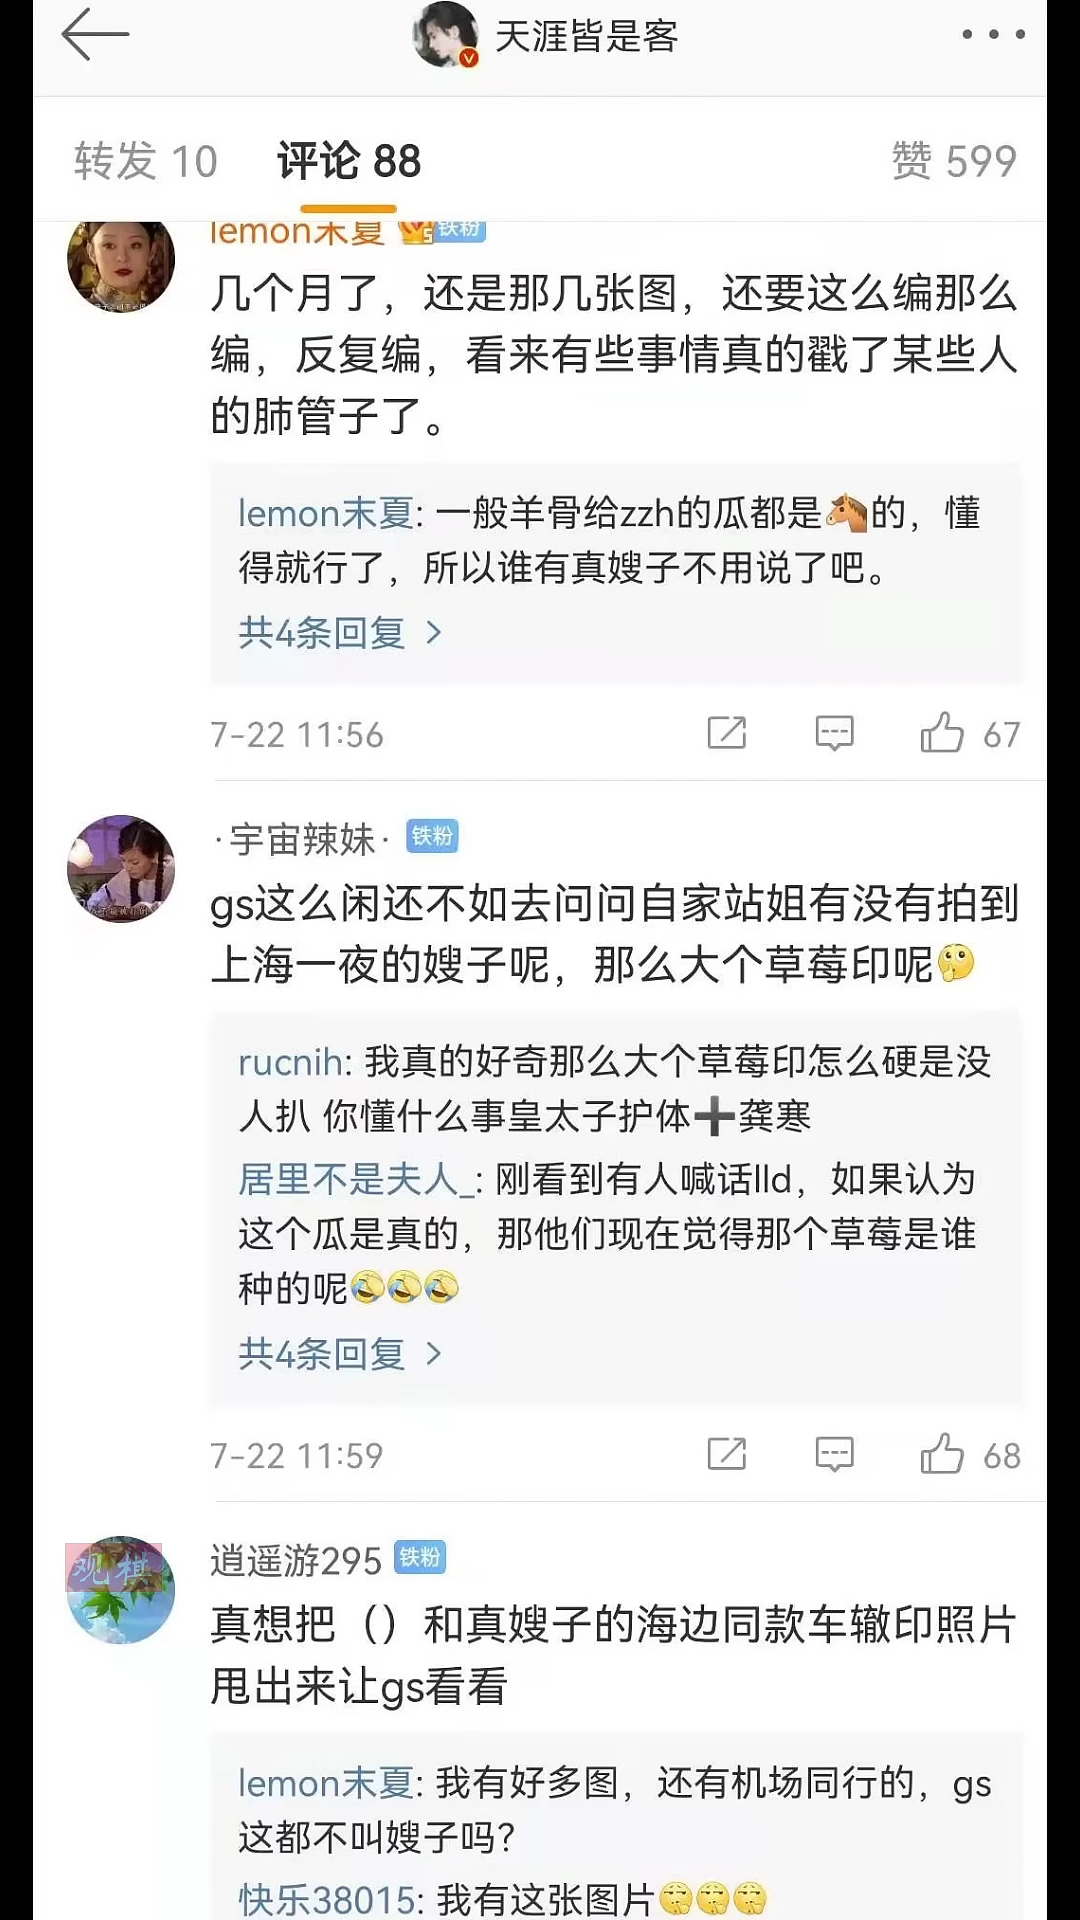 天涯皆是客
转发 10 评论 88 赞 599
lemon末夏 铁粉
几个月了，还是那几张图，还要这么编那么
编，反复编，看来有些事情真的戳了某些人
的肺管子了。
lemon末夏: 一般羊骨给zzh的瓜都是🐴的，懂
得就行了，所以谁有真嫂子不用说了吧。
共4条回复 >
7-22 11:56 67
·宇宙辣妹· 铁粉
gs这么闲还不如去问问自家站姐有没有拍到
上海一夜的嫂子呢，那么大个草莓印呢🤔
rucnih: 我真的好奇那么大个草莓印怎么硬是没
人扒 你懂什么事皇太子护体➕龚寒
居里不是夫人_: 刚看到有人喊话lld，如果认为
这个瓜是真的，那他们现在觉得那个草莓是谁
种的呢🤣🤣🤣
共4条回复 >
7-22 11:59 68
观棋
逍遥游295 铁粉
真想把（）和真嫂子的海边同款车辙印照片
甩出来让gs看看
lemon末夏: 我有好多图，还有机场同行的，gs
这都不叫嫂子吗？
快乐38015: 我有这张图片🤔🤔🤔